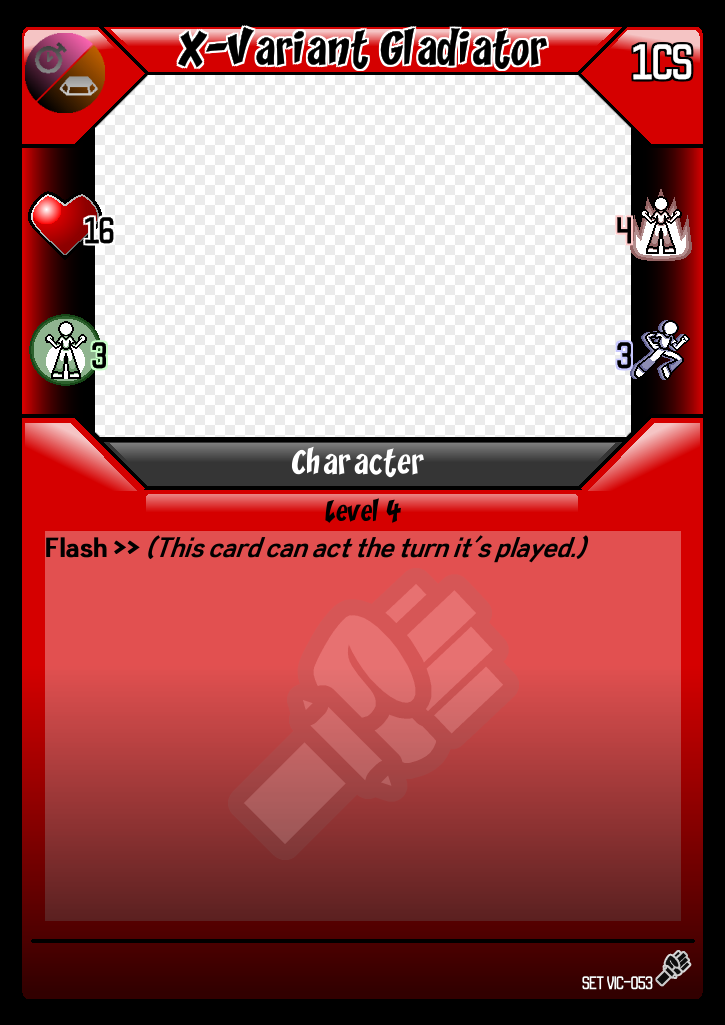 X-Variant Gladiator
1CS
16
4
3
3
Character
Level 4
Flash >> (This card can act the turn it's played.)
SET VIC-053